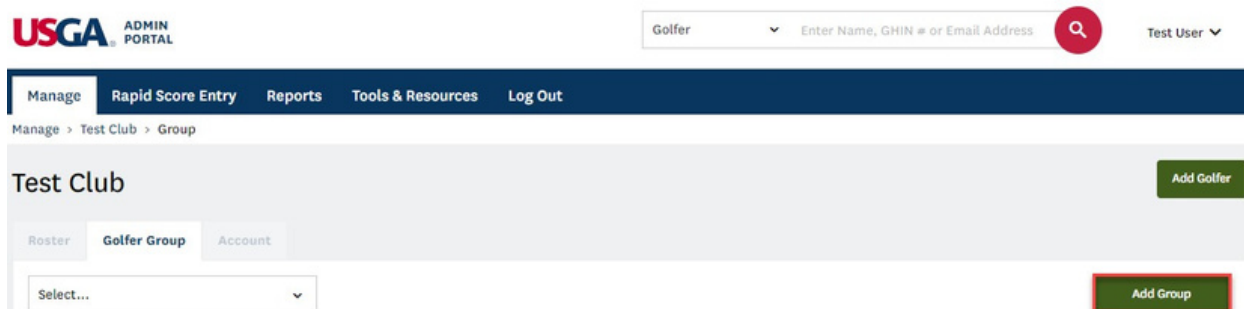 USGA. ADMIN PORTAL
Golfer
Enter Name, GHIN # or Email Address
Test User
Manage Rapid Score Entry Reports Tools & Resources Log Out
Manage > Test Club > Group
Test Club
Add Golfer
Roster Golfer Group Account
Select...
Add Group